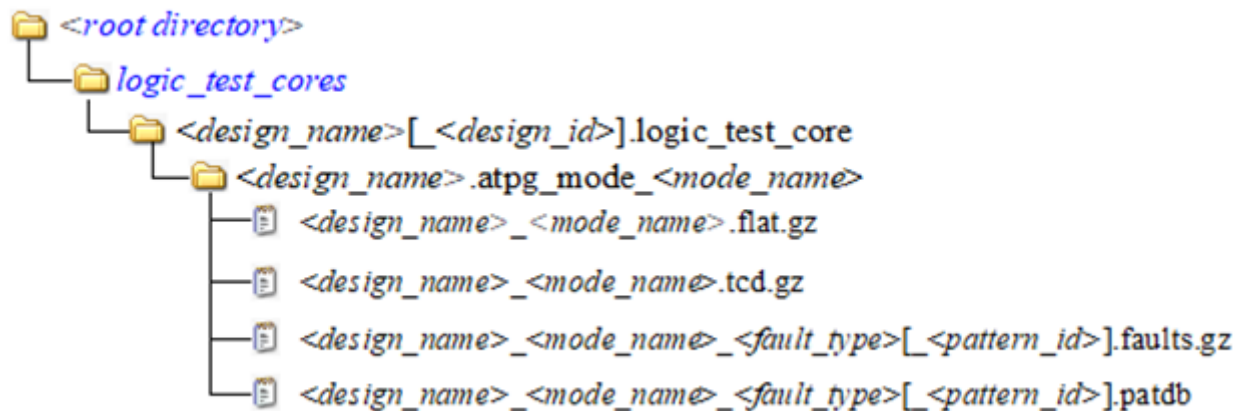 <root directory>
logic_test_cores
<design_name>[_<design_id>].logic_test_core
<design_name>.atpg_mode_<mode_name>
<design_name>_<mode_name>.flat.gz
<design_name>_<mode_name>.tcd.gz
<design_name>_<mode_name>_<fault_type>[_<pattern_id>].faults.gz
<design_name>_<mode_name>_<fault_type>[_<pattern_id>].patdb